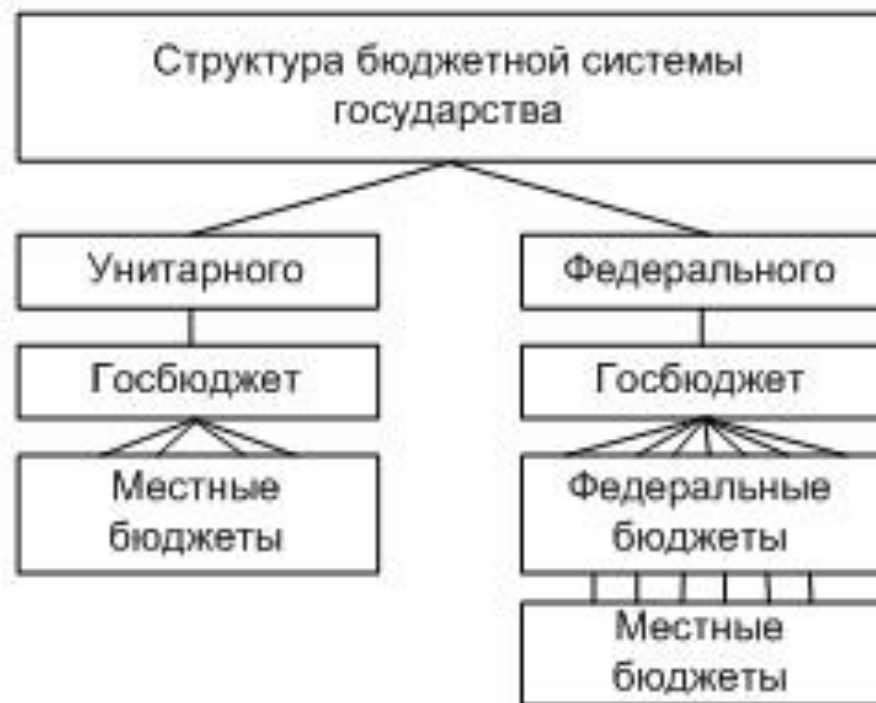 Структура бюджетной системы
государства
Унитарного
Федерального
Госбюджет
Госбюджет
Местные
бюджеты
Федеральные
бюджеты
Местные
бюджеты